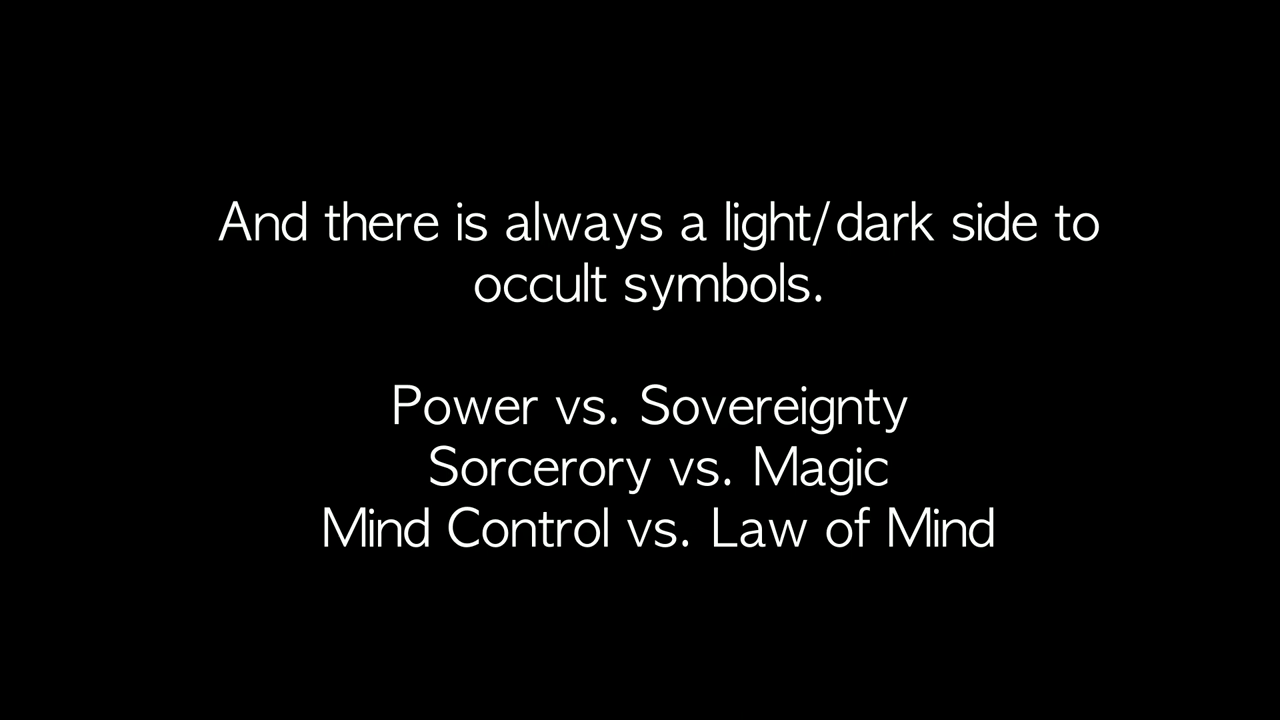 And there is always a light/dark side to
occult symbols.
Power vs. Sovereignty
Sorcerory vs. Magic
Mind Control vs. Law of Mind